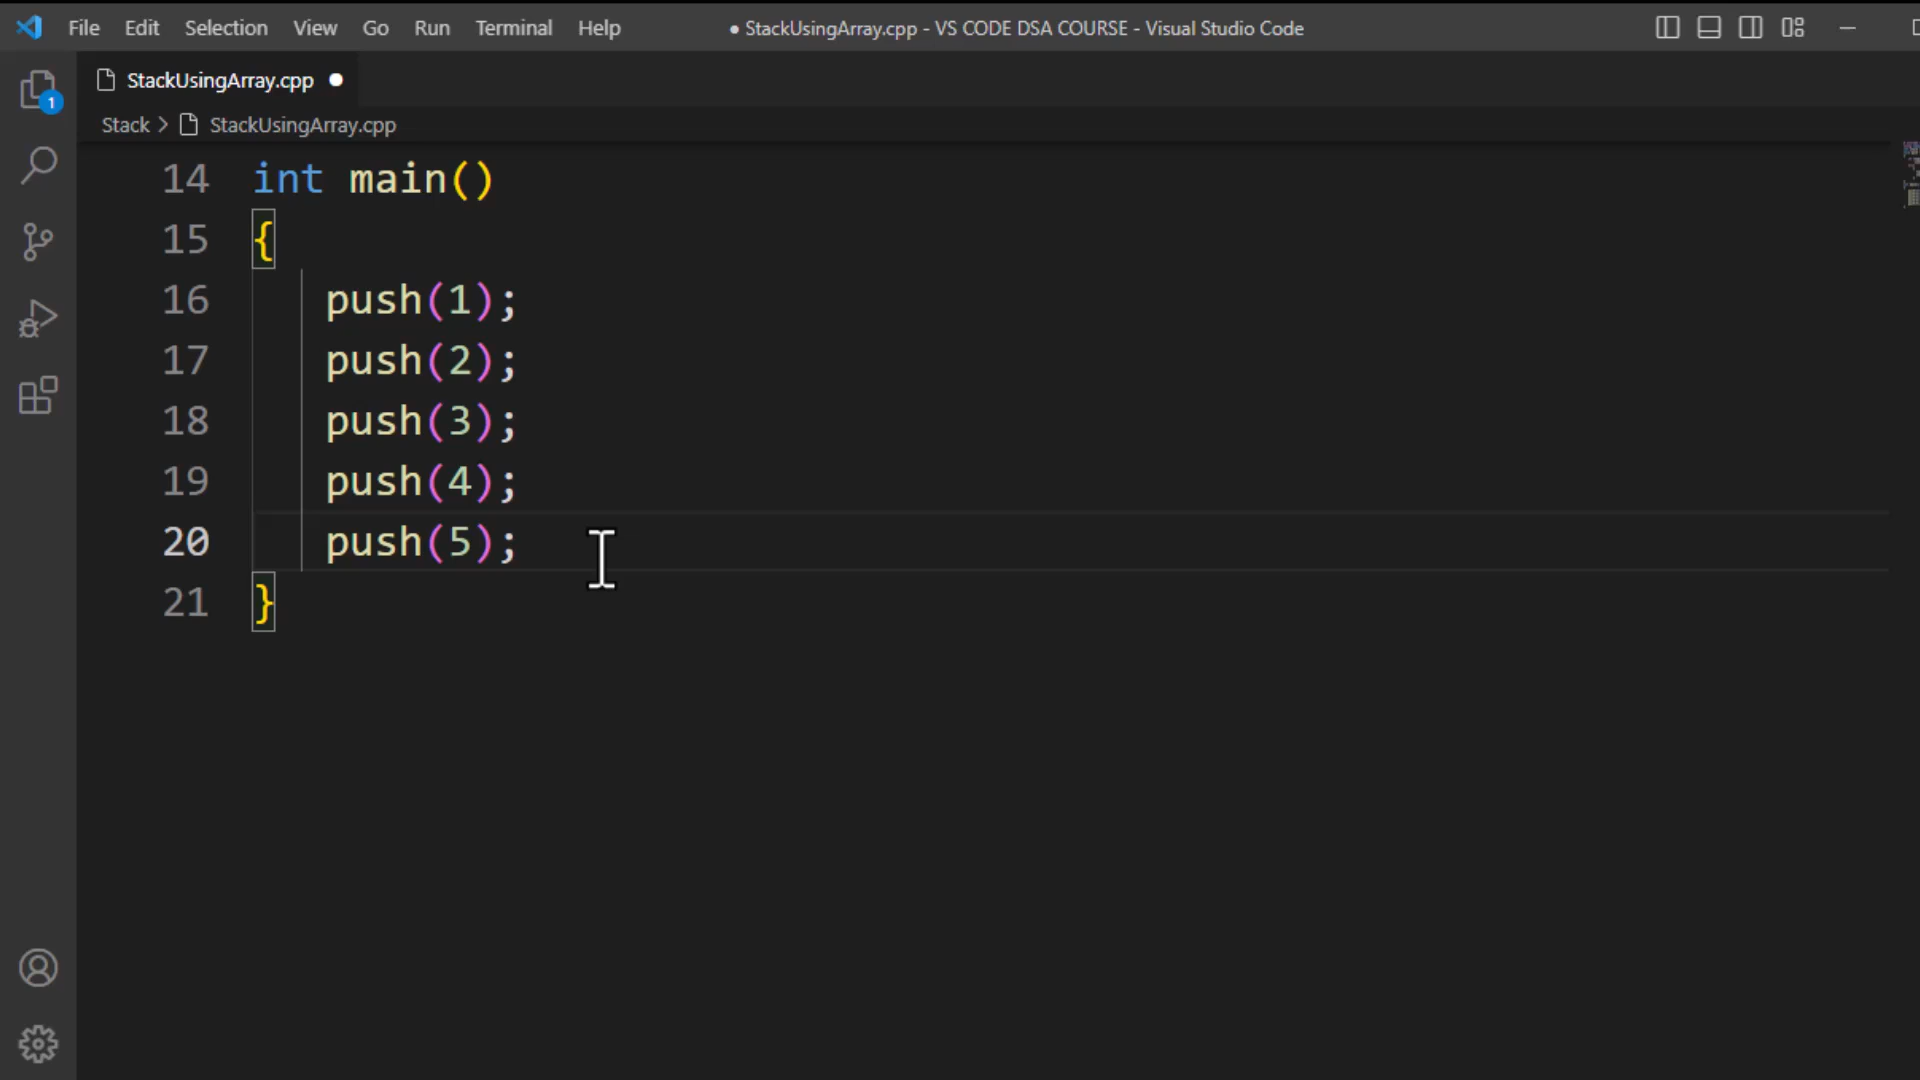 File Edit Selection View Go Run Terminal Help ● StackUsingArray.cpp - VS CODE DSA COURSE - Visual Studio Code
StackUsingArray.cpp
1
Stack > StackUsingArray.cpp
14 int main()
15 {
16 push(1);
17 push(2);
18 push(3);
19 push(4);
20 push(5);
21 }